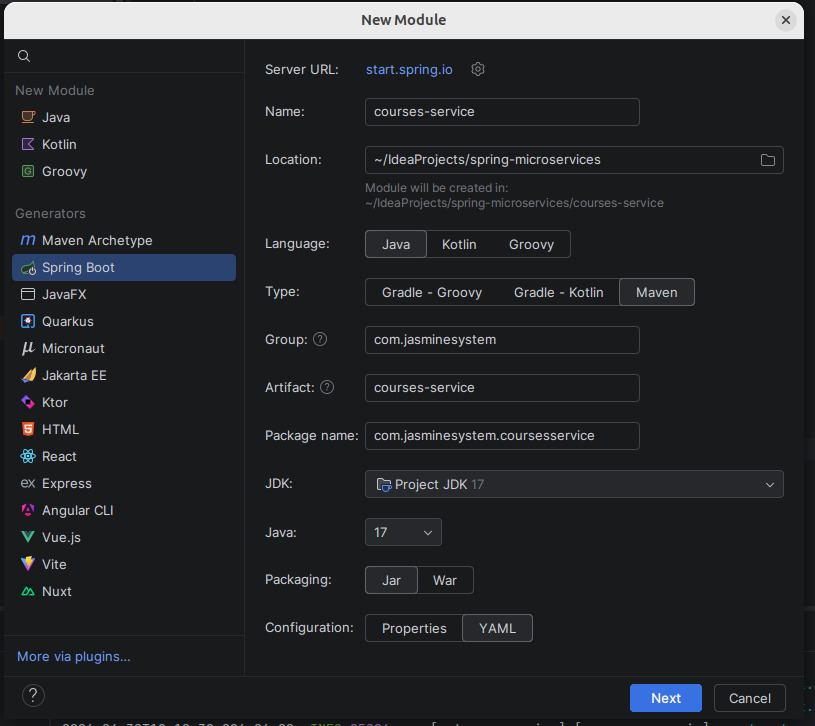 New Module
New Module
Java
Kotlin
Groovy
Generators
Maven Archetype
Spring Boot
JavaFX
Quarkus
Micronaut
Jakarta EE
Ktor
HTML
React
Express
Angular CLI
Vue.js
Vite
Nuxt
More via plugins...
Server URL: start.spring.io
Name: courses-service
Location: ~/IdeaProjects/spring-microservices
Module will be created in:
~/IdeaProjects/spring-microservices/courses-service
Language: Java Kotlin Groovy
Type: Gradle - Groovy Gradle - Kotlin Maven
Group: com.jasminesystem
Artifact: courses-service
Package name: com.jasminesystem.coursesservice
JDK: Project JDK 17
Java: 17
Packaging: Jar War
Configuration: Properties YAML
? Next Cancel